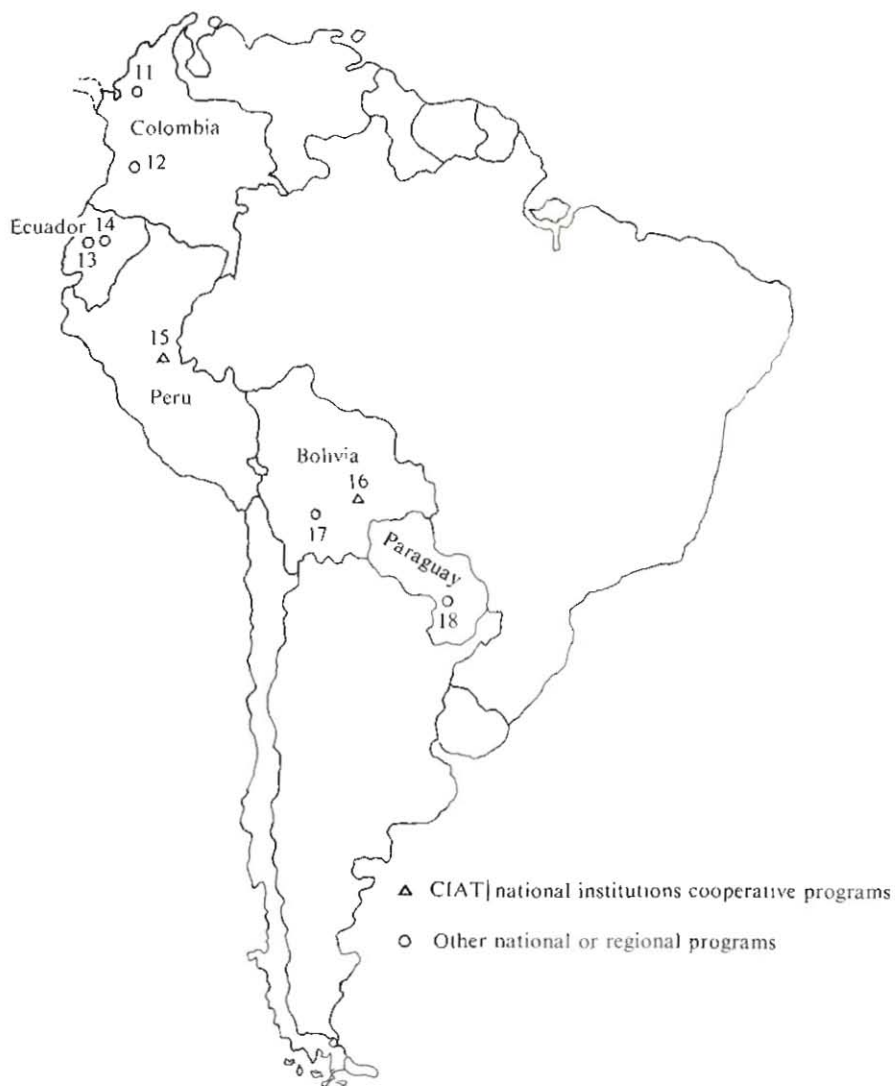 11
Colombia
12
Ecuador 14
13
15
Peru
Bolivia
16
17
Paraguay
18
CIAT| national institutions cooperative programs
Other national or regional programs